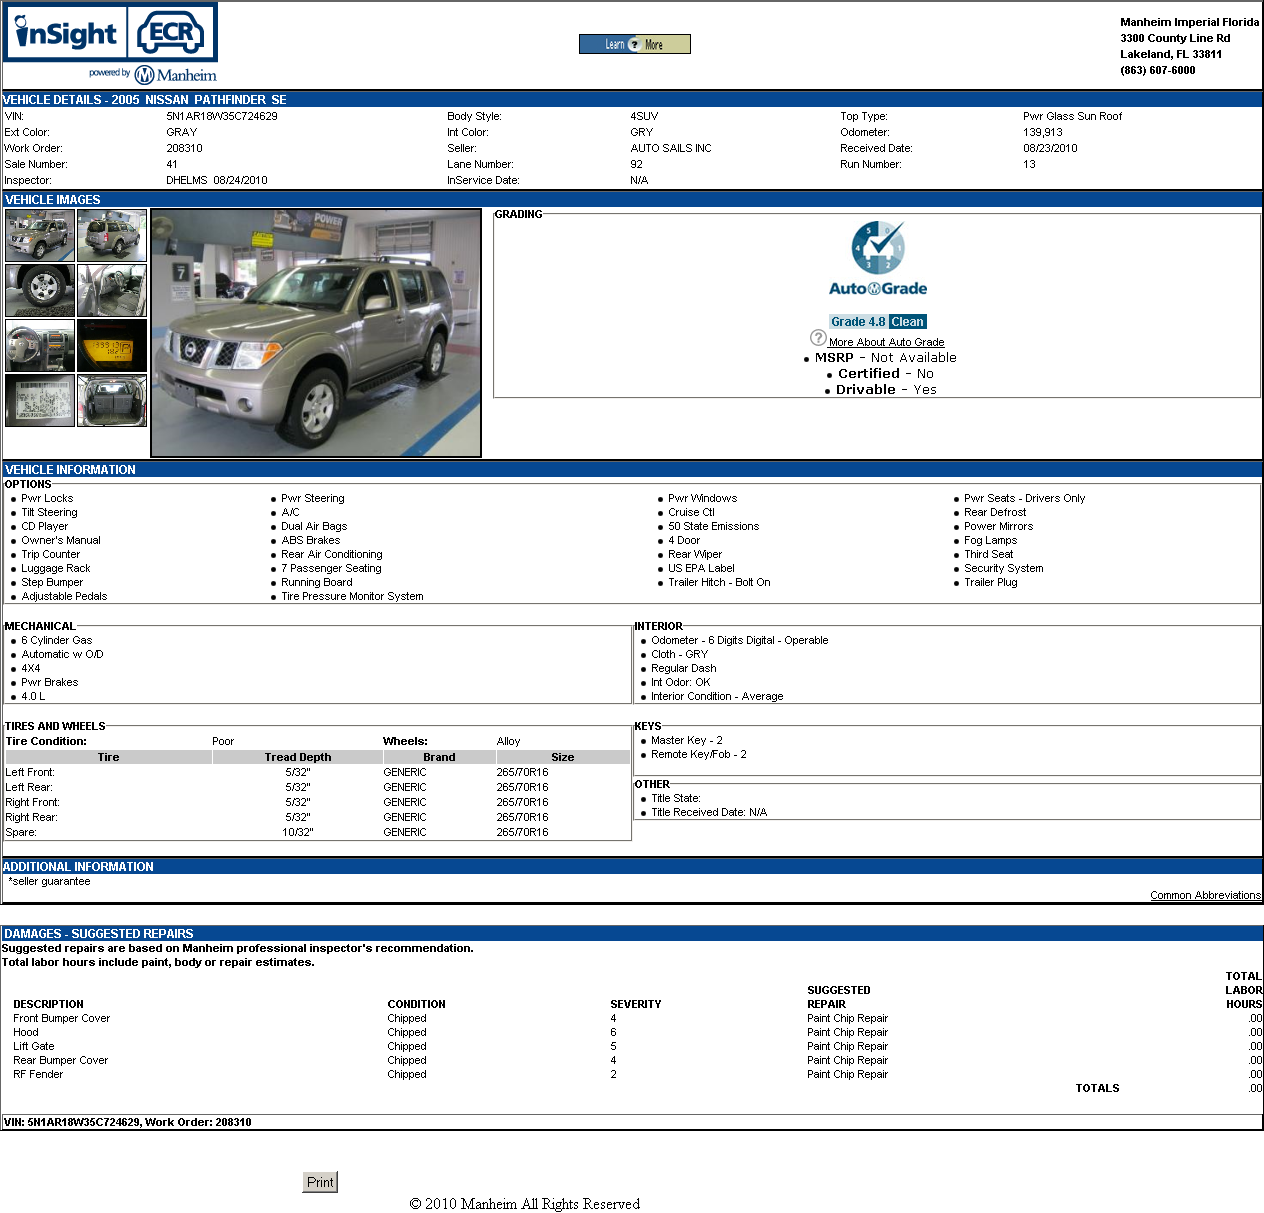 inSight ECR
powered by Manheim
Learn ? More
Manheim Imperial Florida
3300 County Line Rd
Lakeland, FL 33811
(863) 607-6000
VEHICLE DETAILS - 2005 NISSAN PATHFINDER SE
VIN: 5N1AR18W35C724629 Body Style: 4SUV Top Type: Pwr Glass Sun Roof
Ext Color: GRAY Int Color: GRY Odometer: 139,913
Work Order: 208310 Seller: AUTO SAILS INC Received Date: 08/23/2010
Sale Number: 41 Lane Number: 92 Run Number: 13
Inspector: DHELMS 08/24/2010 InService Date: N/A
VEHICLE IMAGES
POWER
7
GRADING
5 0
4 1
3 2
AutoGrade
Grade 4.8 Clean
? More About Auto Grade
• MSRP - Not Available
• Certified - No
• Drivable - Yes
VEHICLE INFORMATION
OPTIONS
• Pwr Locks • Pwr Steering • Pwr Windows • Pwr Seats - Drivers Only
• Tilt Steering • A/C • Cruise Ctl • Rear Defrost
• CD Player • Dual Air Bags • 50 State Emissions • Power Mirrors
• Owner's Manual • ABS Brakes • 4 Door • Fog Lamps
• Trip Counter • Rear Air Conditioning • Rear Wiper • Third Seat
• Luggage Rack • 7 Passenger Seating • US EPA Label • Security System
• Step Bumper • Running Board • Trailer Hitch - Bolt On • Trailer Plug
• Adjustable Pedals • Tire Pressure Monitor System
MECHANICAL
• 6 Cylinder Gas
• Automatic w O/D
• 4X4
• Pwr Brakes
• 4.0 L
INTERIOR
• Odometer - 6 Digits Digital - Operable
• Cloth - GRY
• Regular Dash
• Int Odor: OK
• Interior Condition - Average
TIRES AND WHEELS
Tire Condition: Poor Wheels: Alloy
Tire Tread Depth Brand Size
Left Front: 5/32" GENERIC 265/70R16
Left Rear: 5/32" GENERIC 265/70R16
Right Front: 5/32" GENERIC 265/70R16
Right Rear: 5/32" GENERIC 265/70R16
Spare: 10/32" GENERIC 265/70R16
KEYS
• Master Key - 2
• Remote Key/Fob - 2
OTHER
• Title State:
• Title Received Date: N/A
ADDITIONAL INFORMATION
*seller guarantee
Common Abbreviations
DAMAGES - SUGGESTED REPAIRS
Suggested repairs are based on Manheim professional inspector's recommendation.
Total labor hours include paint, body or repair estimates.
DESCRIPTION CONDITION SEVERITY SUGGESTED REPAIR TOTAL LABOR HOURS
Front Bumper Cover Chipped 4 Paint Chip Repair .00
Hood Chipped 6 Paint Chip Repair .00
Lift Gate Chipped 5 Paint Chip Repair .00
Rear Bumper Cover Chipped 4 Paint Chip Repair .00
RF Fender Chipped 2 Paint Chip Repair .00
TOTALS .00
VIN: 5N1AR18W35C724629, Work Order: 208310
Print
© 2010 Manheim All Rights Reserved